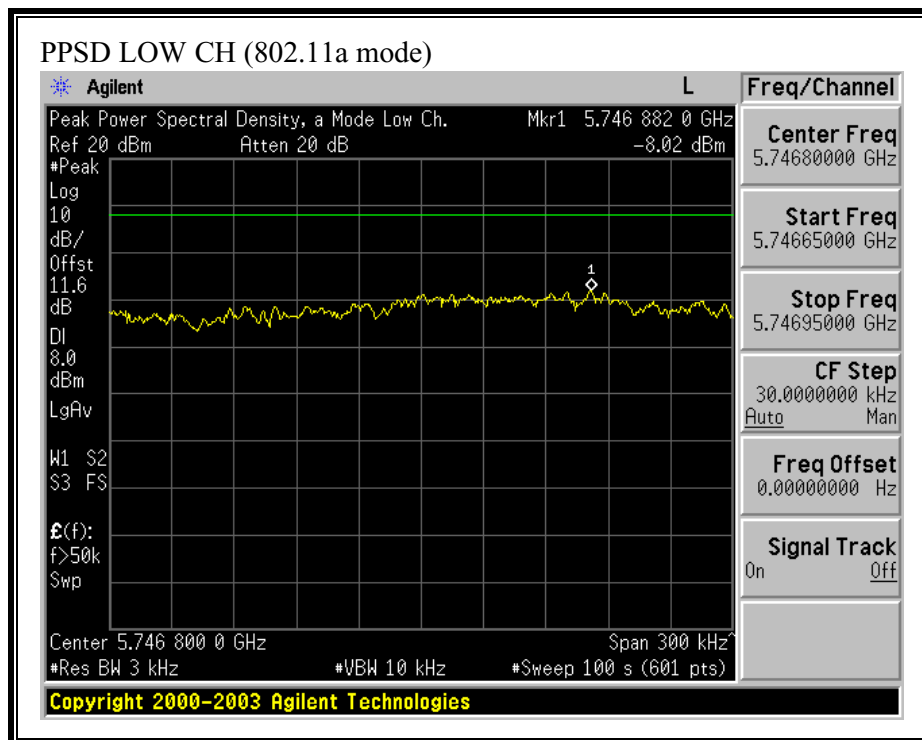 PPSD LOW CH (802.11a mode)
Agilent L Freq/Channel
Peak Power Spectral Density, a Mode Low Ch. Mkr1 5.746 882 0 GHz
Ref 20 dBm Atten 20 dB -8.02 dBm
#Peak
Log
10
dB/
Offst
11.6
dB
DI
8.0
dBm
LgAv
W1 S2
S3 FS
£(f):
f>50k
Swp
1
Center 5.746 800 0 GHz Span 300 kHz^
#Res BW 3 kHz #VBW 10 kHz #Sweep 100 s (601 pts)
Copyright 2000-2003 Agilent Technologies
Center Freq
5.74680000 GHz
Start Freq
5.74665000 GHz
Stop Freq
5.74695000 GHz
CF Step
30.0000000 kHz
Auto Man
Freq Offset
0.00000000 Hz
Signal Track
On Off